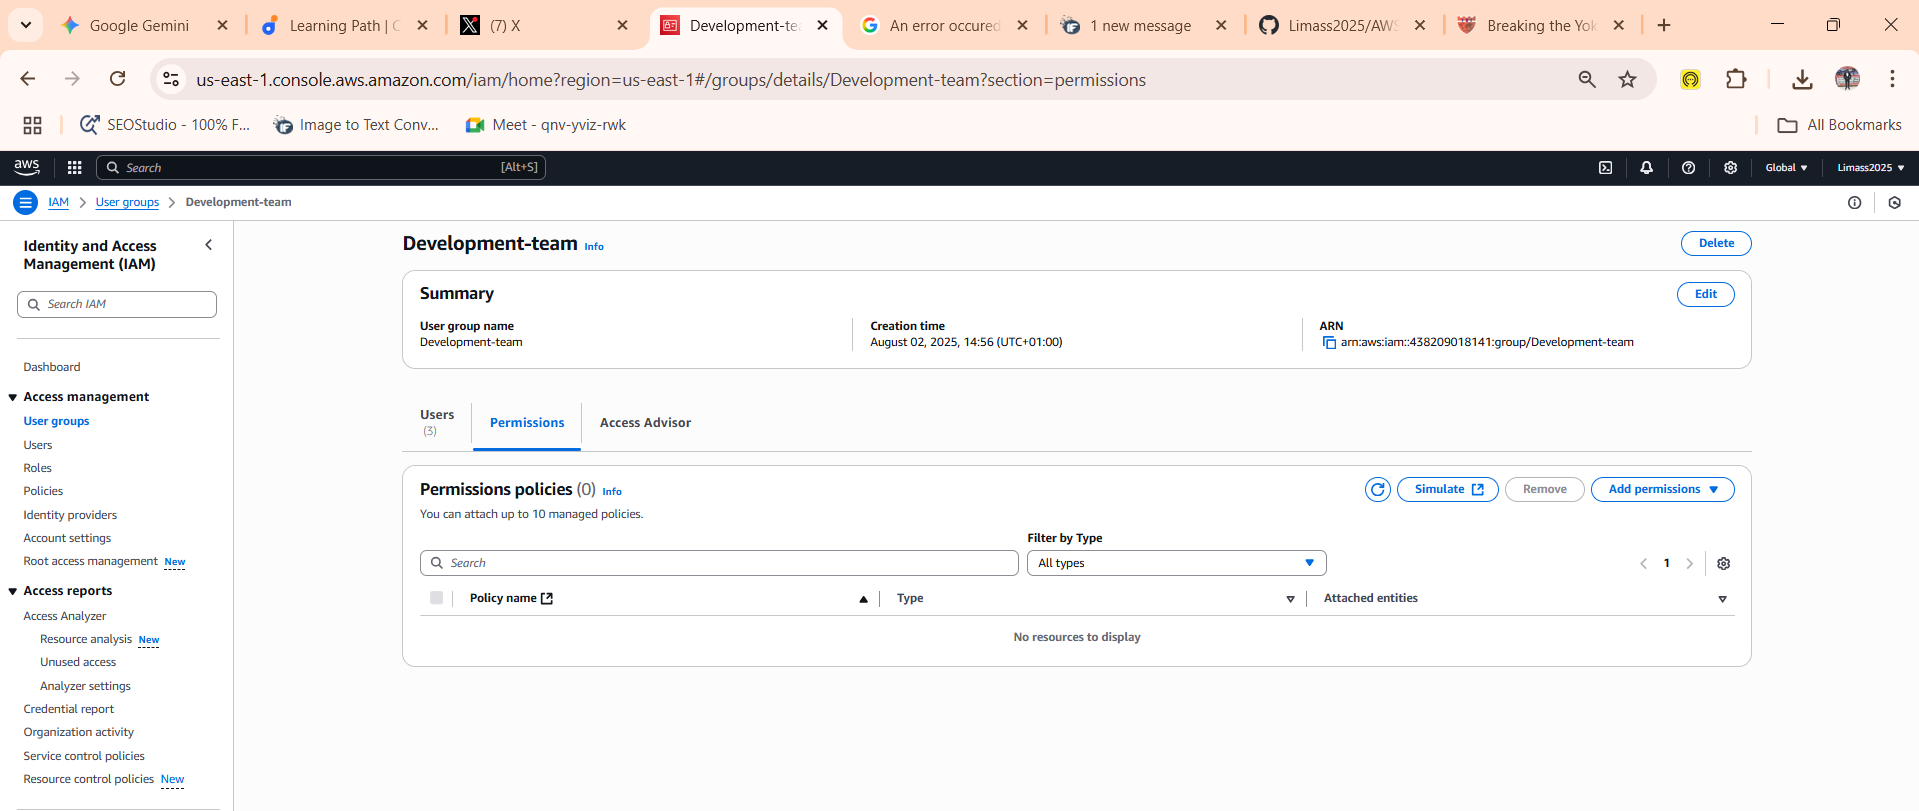 Google Gemini
Learning Path | C
(7) X
Development-tea
An error occured
1 new message
Limass2025/AWS
Breaking the Yok
us-east-1.console.aws.amazon.com/iam/home?region=us-east-1#/groups/details/Development-team?section=permissions
SEOStudio - 100% F...
Image to Text Conv...
Meet - qnv-yviz-rwk
All Bookmarks
aws
Search
[Alt+S]
Global
Limass2025
IAM
User groups
Development-team
Identity and Access
Management (IAM)
Search IAM
Dashboard
Access management
User groups
Users
Roles
Policies
Identity providers
Account settings
Root access management New
Access reports
Access Analyzer
Resource analysis New
Unused access
Analyzer settings
Credential report
Organization activity
Service control policies
Resource control policies New
Development-team Info
Delete
Summary
Edit
User group name
Development-team
Creation time
August 02, 2025, 14:56 (UTC+01:00)
ARN
arn:aws:iam::438209018141:group/Development-team
Users
(3)
Permissions
Access Advisor
Permissions policies (0) Info
Simulate
Remove
Add permissions
You can attach up to 10 managed policies.
Filter by Type
Search
All types
1
Policy name
Type
Attached entities
No resources to display